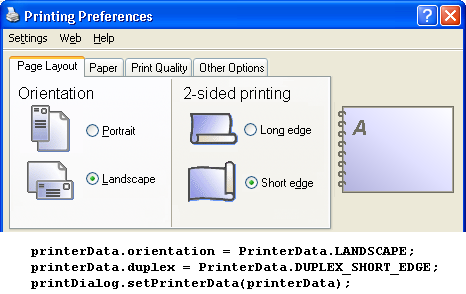 Printing Preferences
Settings Web Help
Page Layout Paper Print Quality Other Options
Orientation 2-sided printing
Portrait Long edge
Landscape Short edge
A
printerData.orientation = PrinterData.LANDSCAPE;
printerData.duplex = PrinterData.DUPLEX_SHORT_EDGE;
printDialog.setPrinterData(printerData);